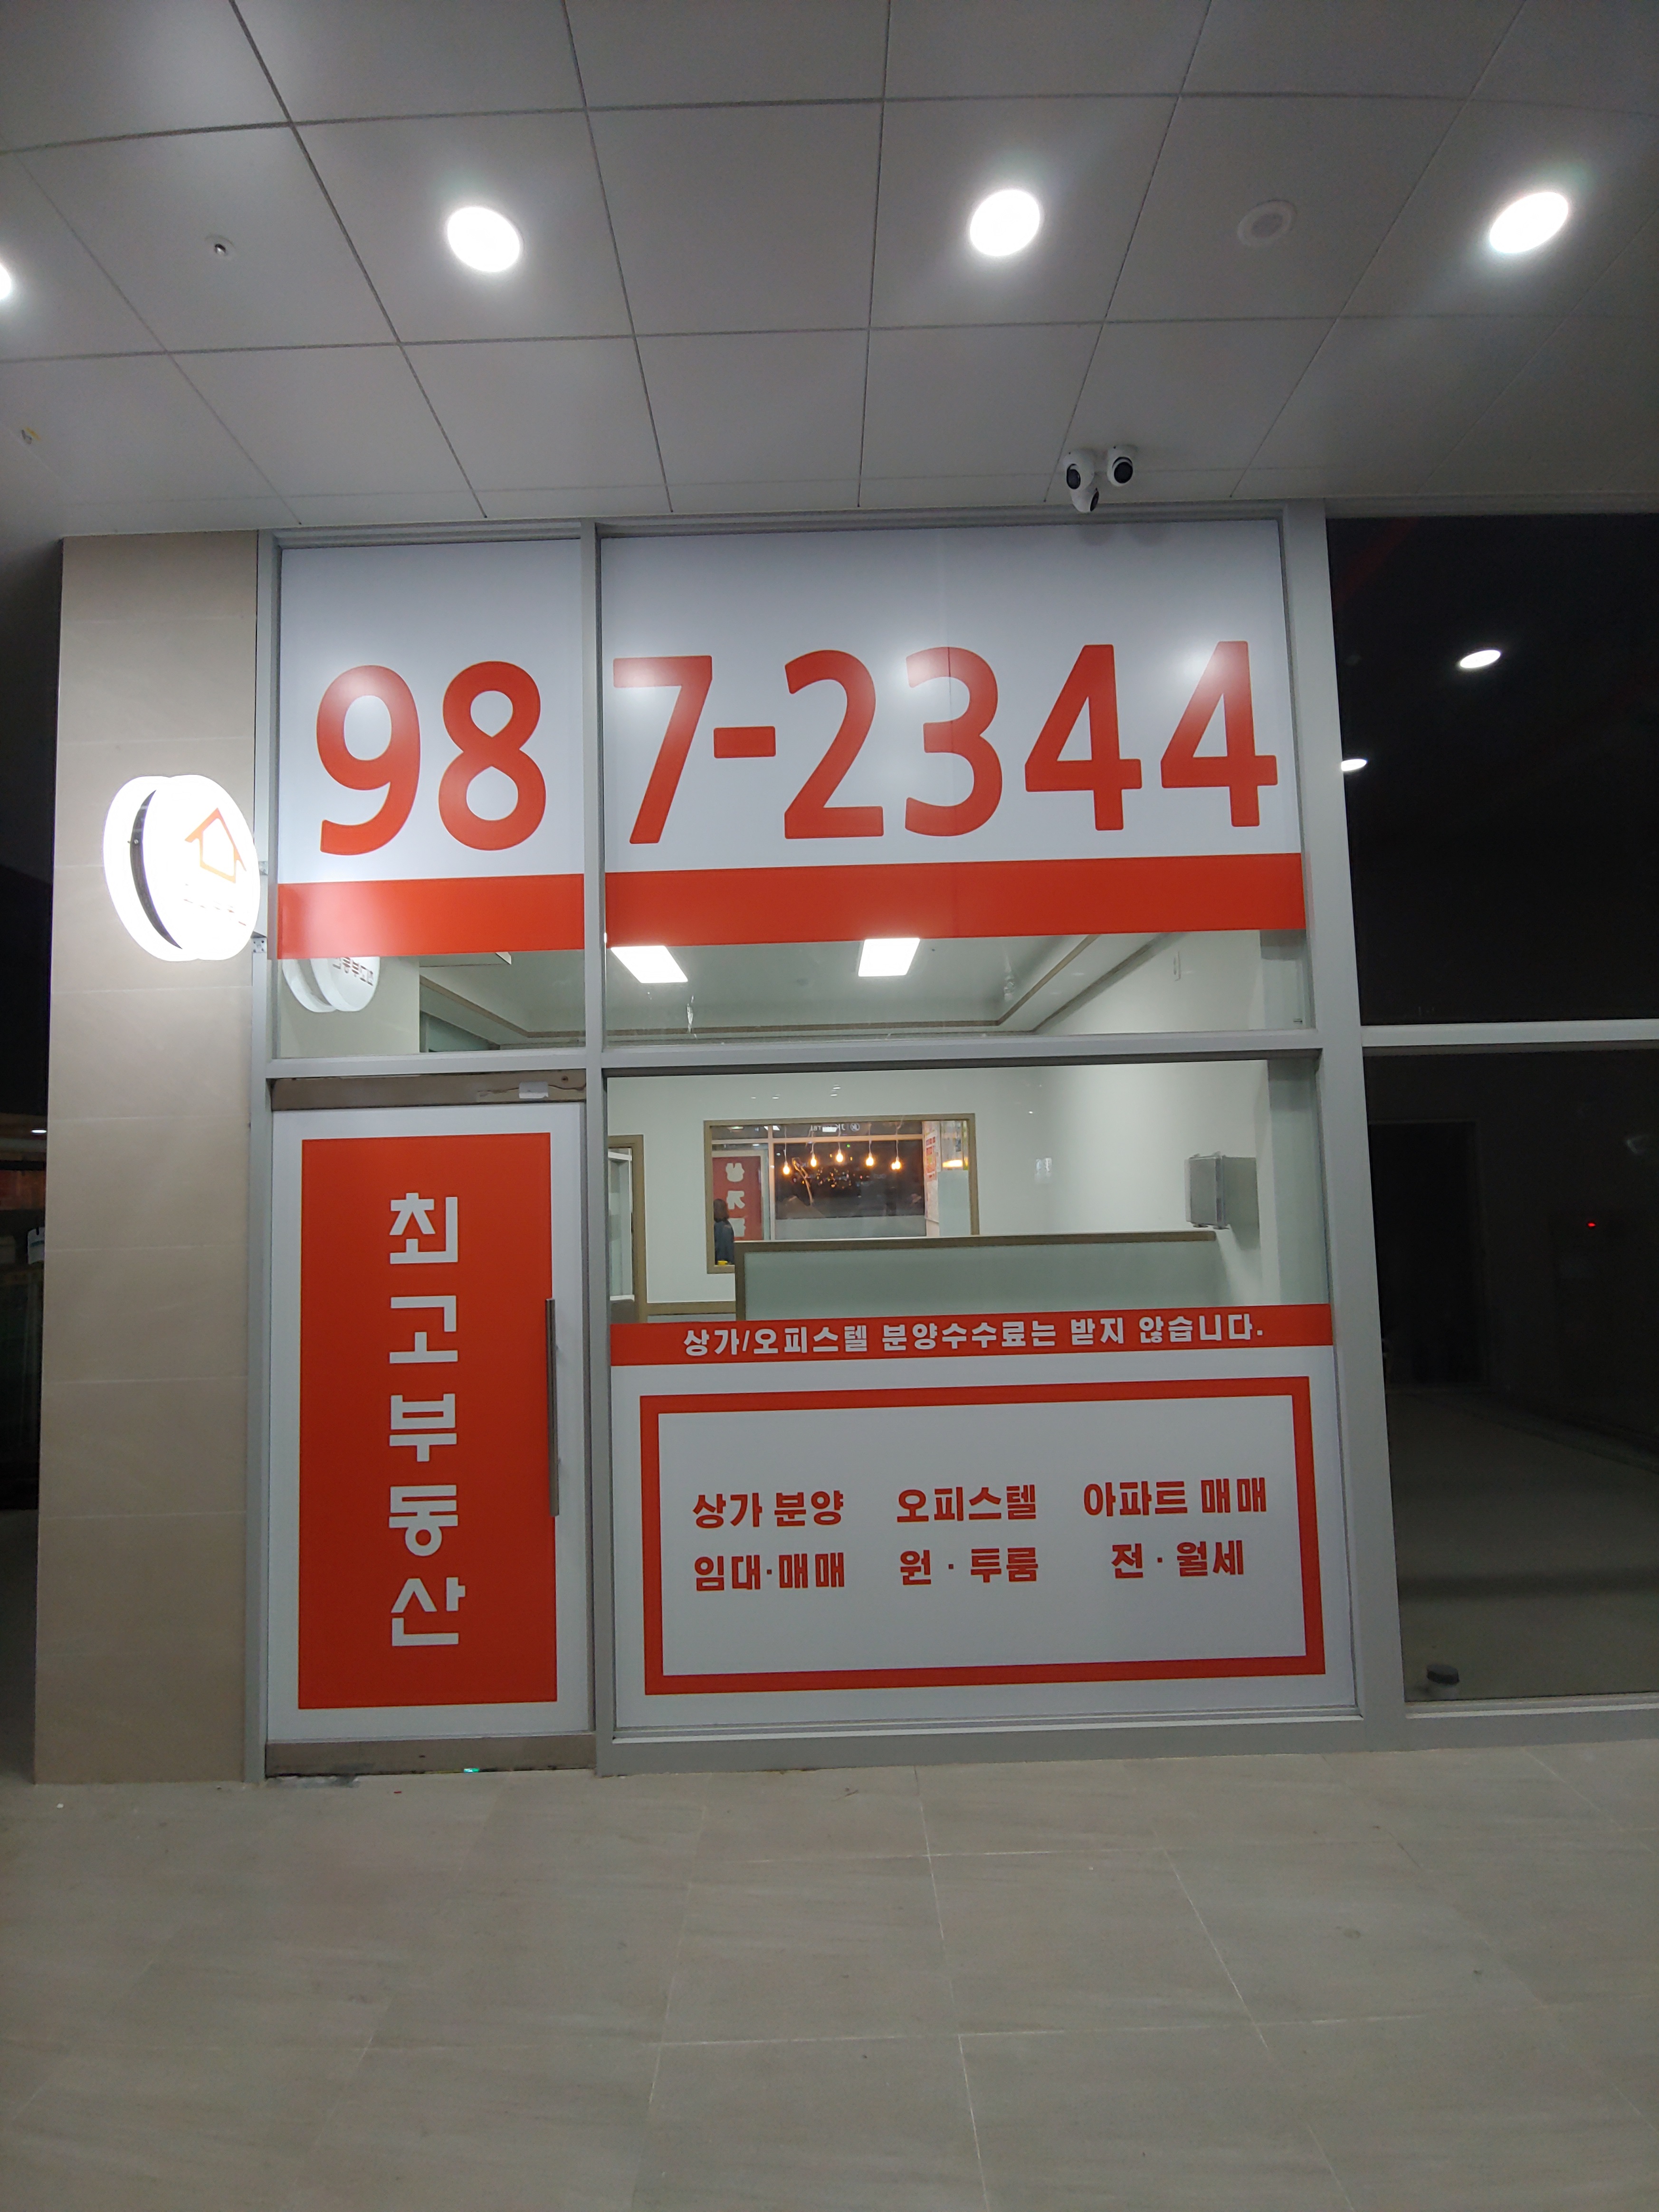 987-2344
최고부동산
상가/오피스텔 분양수수료는 받지 않습니다.
상가 분양 오피스텔 아파트 매매
임대·매매 원·투룸 전·월세